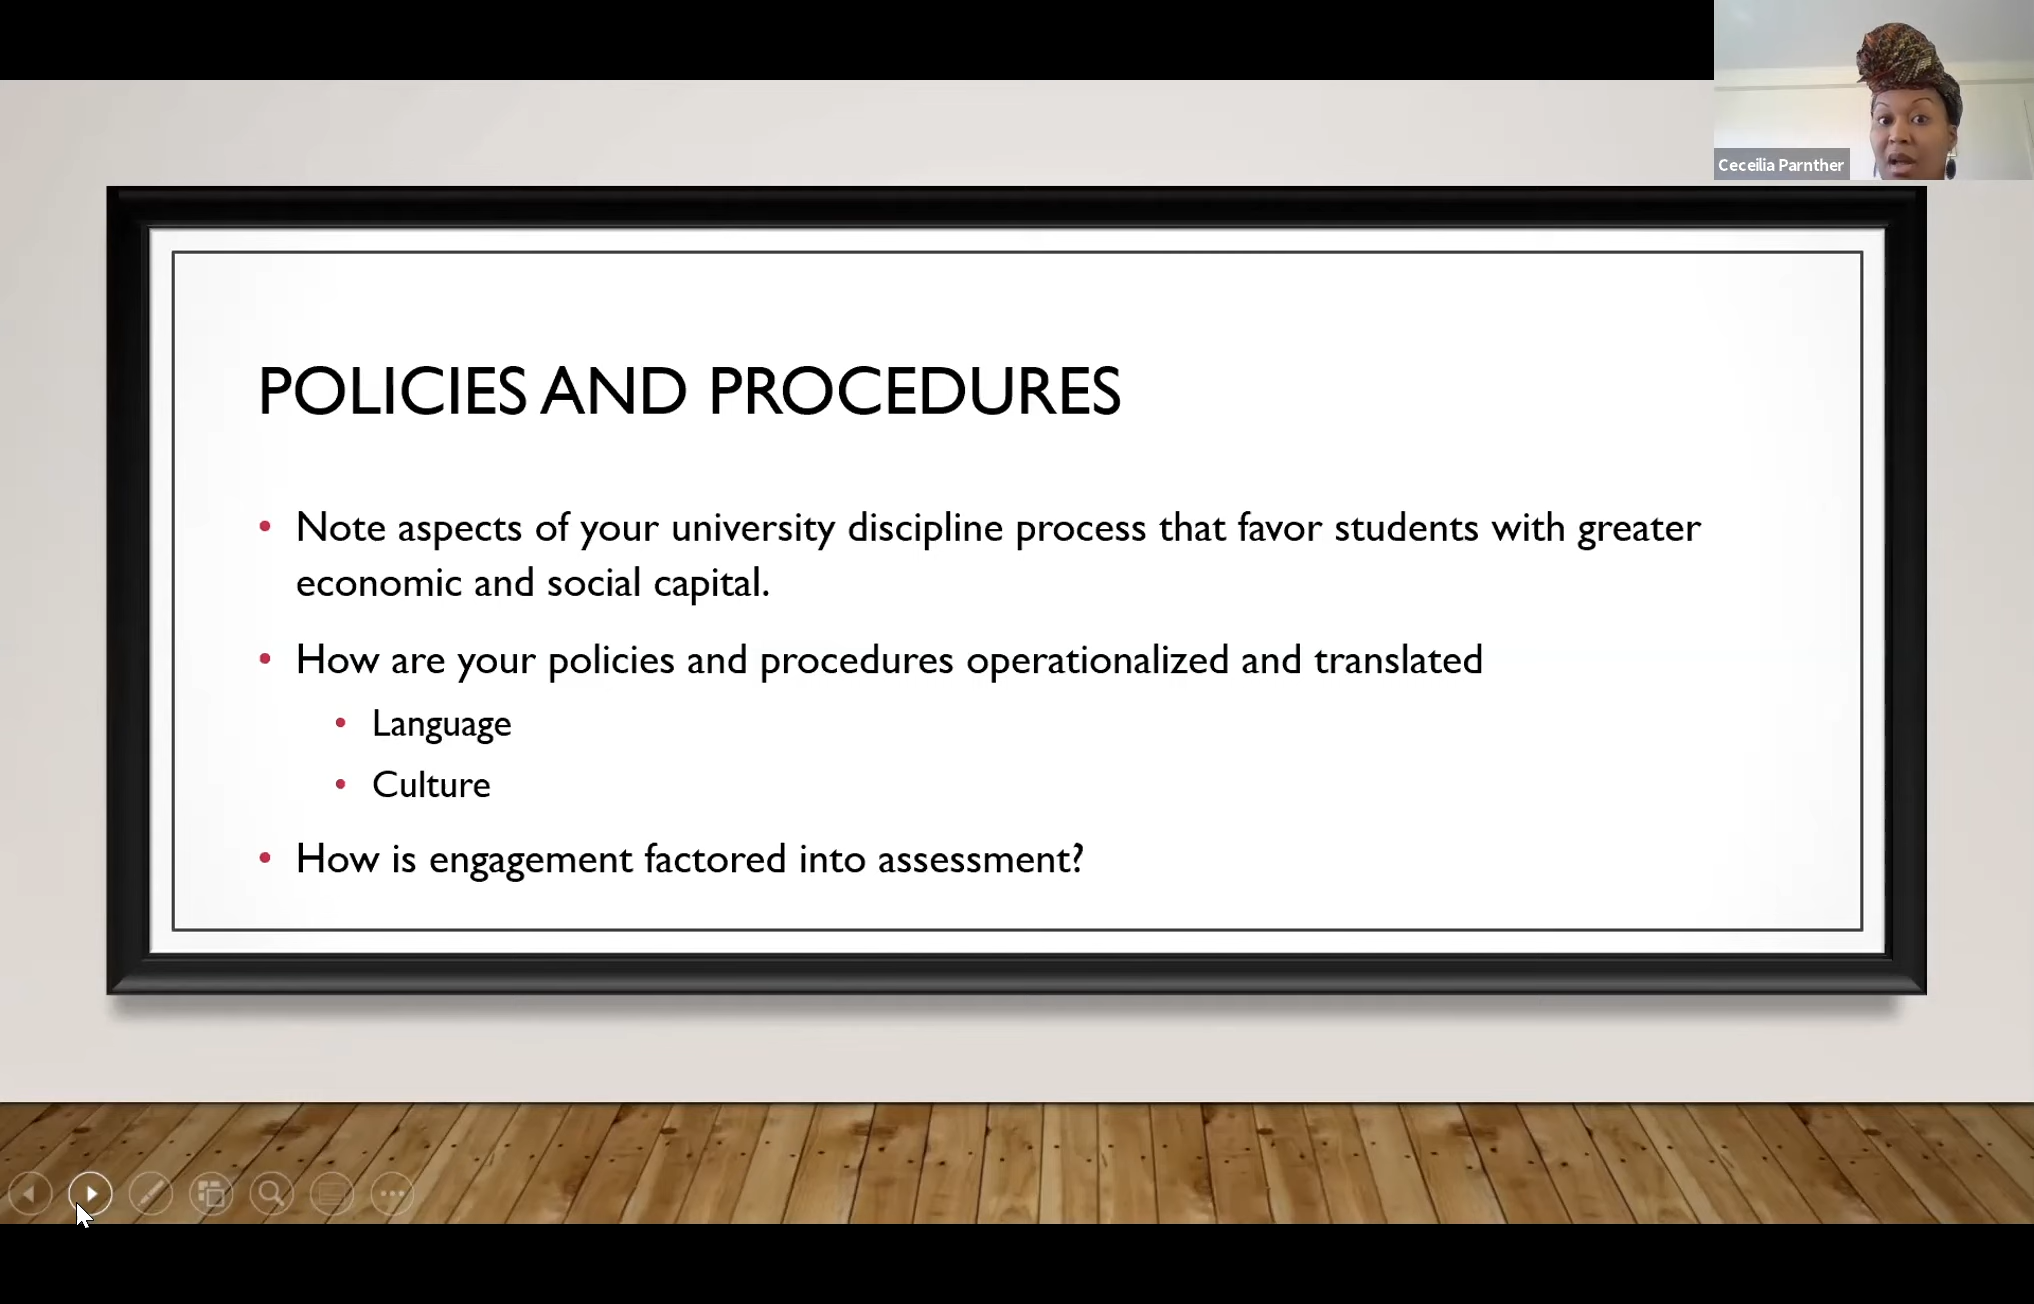 Ceceilia Parnther
POLICIES AND PROCEDURES
• Note aspects of your university discipline process that favor students with greater
economic and social capital.
• How are your policies and procedures operationalized and translated
• Language
• Culture
• How is engagement factored into assessment?